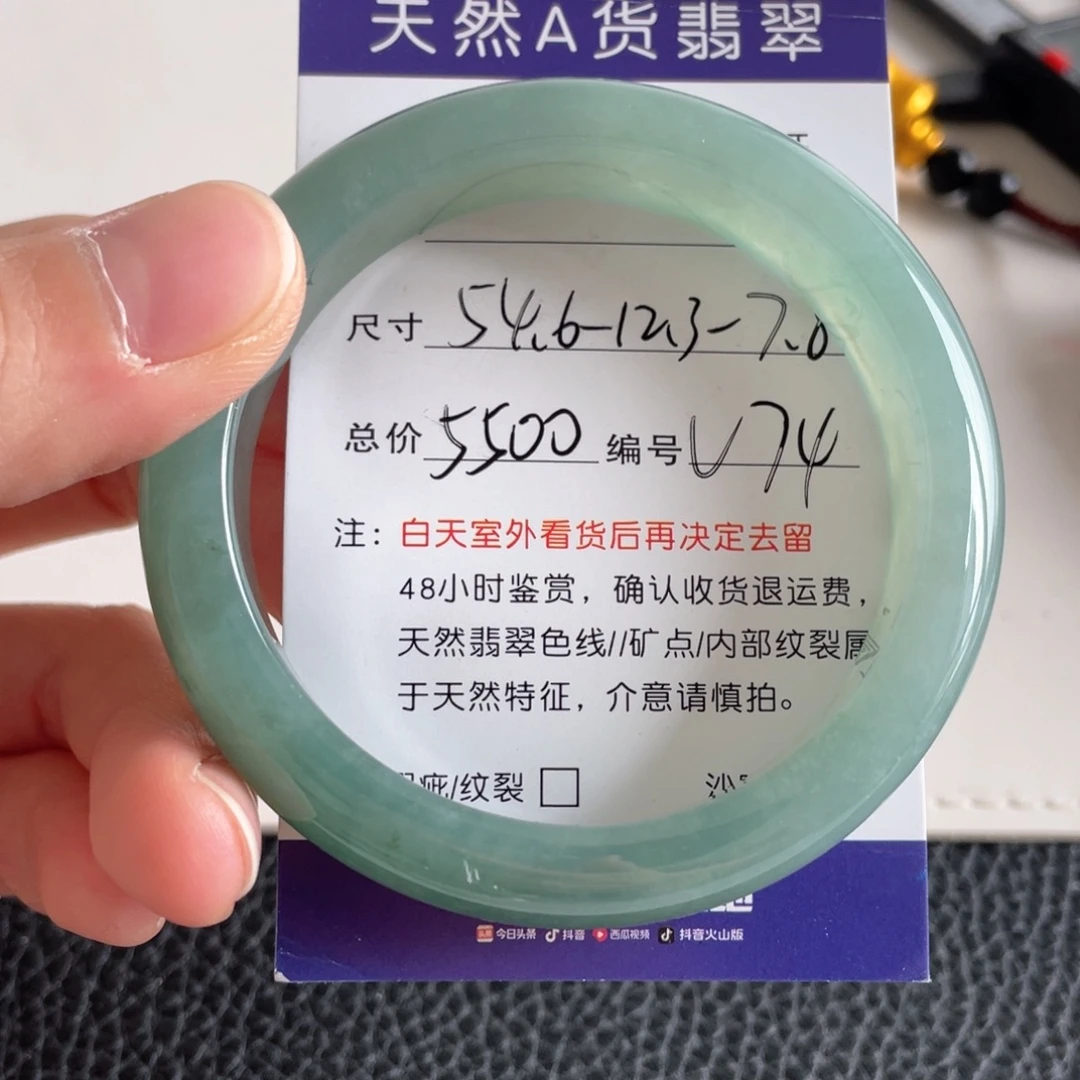 天然A货翡翠
尺寸 54.6-12.3-7.0
总价 5500 编号 V74
注：白天室外看货后再决定去留
48小时鉴赏，确认收货退运费，
天然翡翠色线//矿点/内部纹裂属
于天然特征，介意请慎拍。
疵/纹裂 □
今日头条 抖音 西瓜视频 抖音火山版